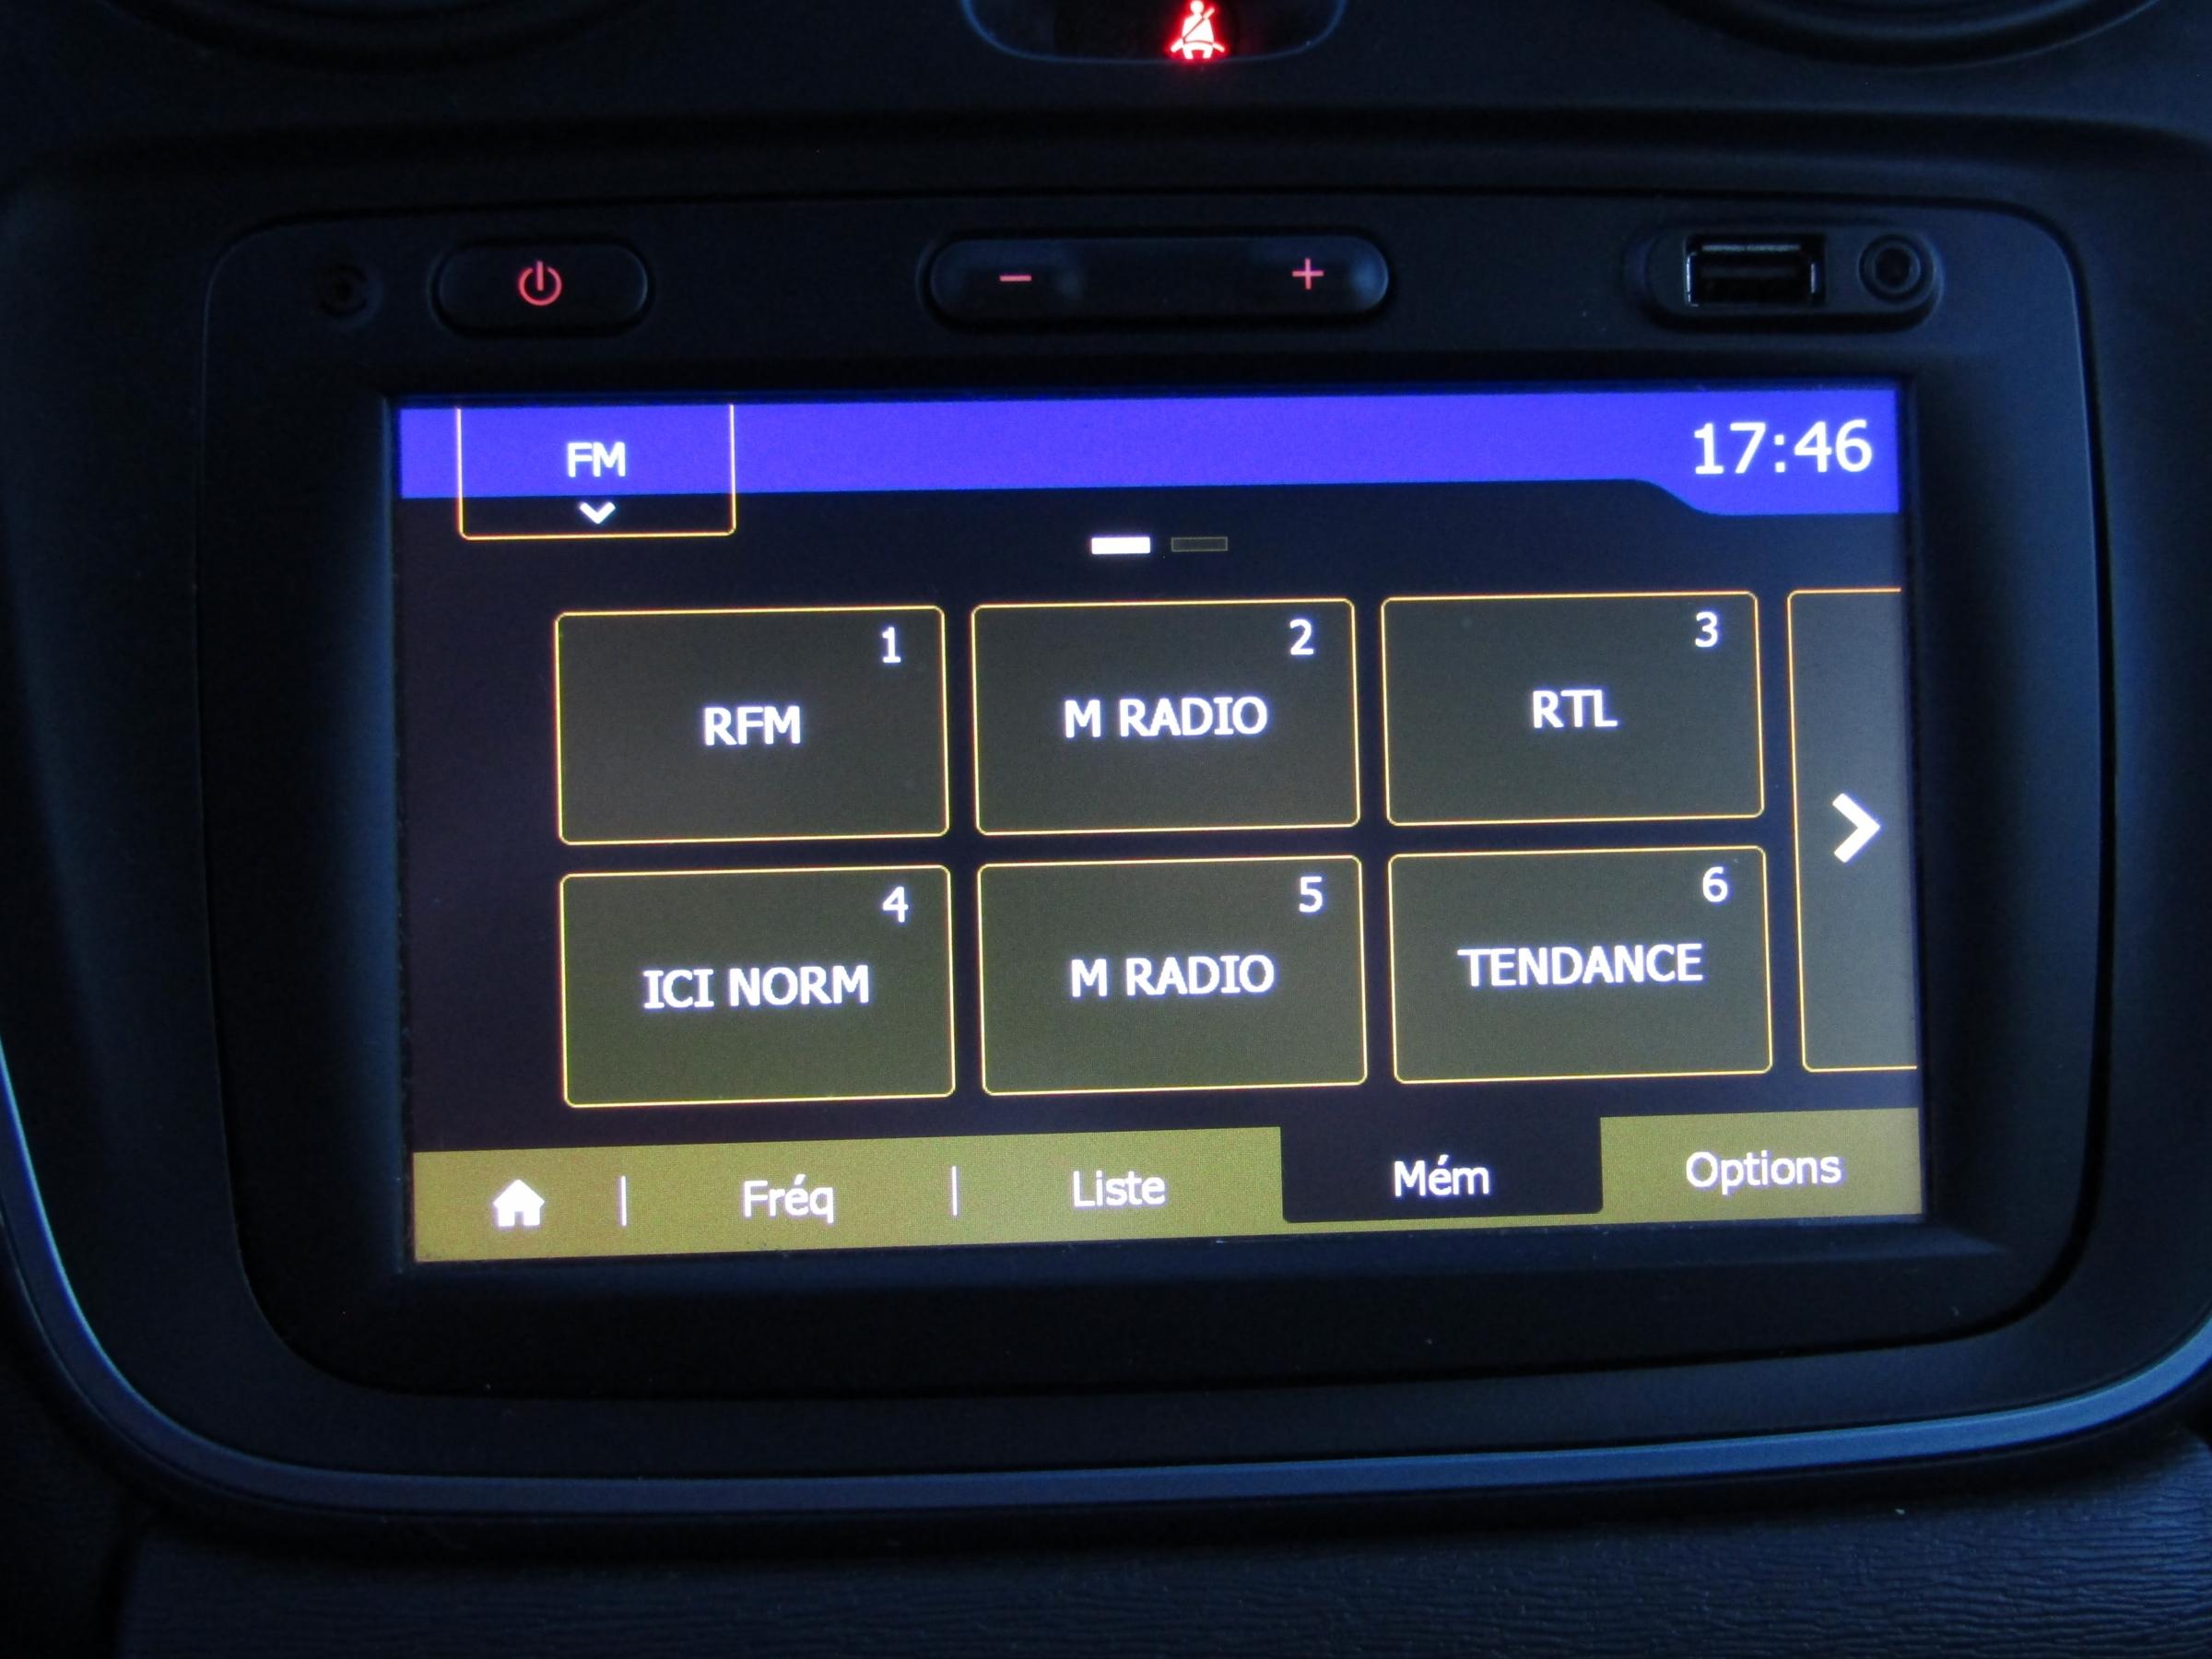 FM
17:46
1
RFM
2
M RADIO
3
RTL
4
ICI NORM
5
M RADIO
6
TENDANCE
Fréq | Liste Mém Options